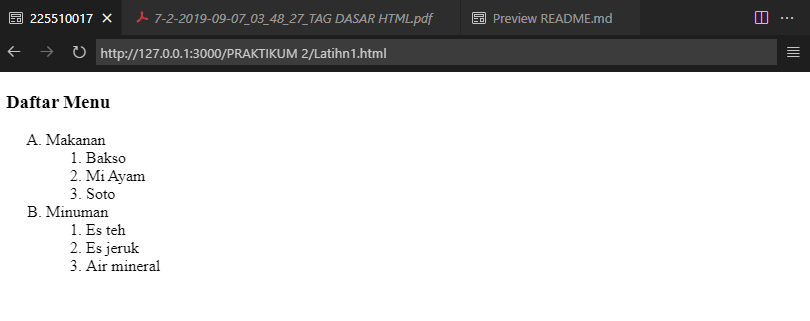 225510017
7-2-2019-09-07_03_48_27_TAG DASAR HTML.pdf
Preview README.md
http://127.0.0.1:3000/PRAKTIKUM 2/Latihn1.html
Daftar Menu
A. Makanan
1. Bakso
2. Mi Ayam
3. Soto
B. Minuman
1. Es teh
2. Es jeruk
3. Air mineral